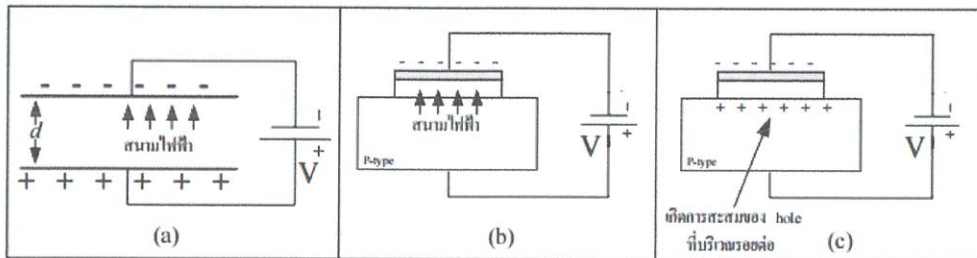 - - - - - -
d
สนามไฟฟ้า
-
+
V
+ + + + + +
(a)
- - - - - -
สนามไฟฟ้า
P-type
-
+
V
(b)
- - - - - -
+ + + + + +
P-type
-
+
V
เกิดการสะสมของ hole
ที่บริเวณรอยต่อ
(c)